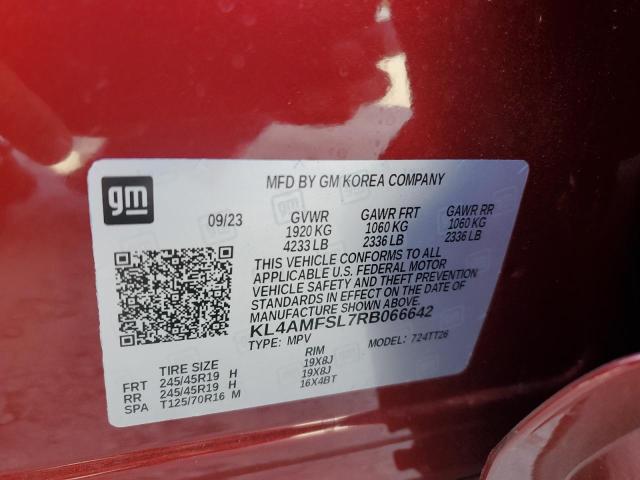 gm
MFD BY GM KOREA COMPANY
09/23 GVWR GAWR FRT GAWR RR
1920 KG 1060 KG 1060 KG
4233 LB 2336 LB 2336 LB
THIS VEHICLE CONFORMS TO ALL
APPLICABLE U.S. FEDERAL MOTOR
VEHICLE SAFETY AND THEFT PREVENTION
STANDARDS IN EFFECT ON THE DATE OF
MANUFACTURE SHOWN ABOVE.
KL4AMFSL7RB066642
TYPE: MPV MODEL: 724TT26
TIRE SIZE RIM
FRT 245/45R19 H 19X8J
RR 245/45R19 H 19X8J
SPA T125/70R16 M 16X4BT